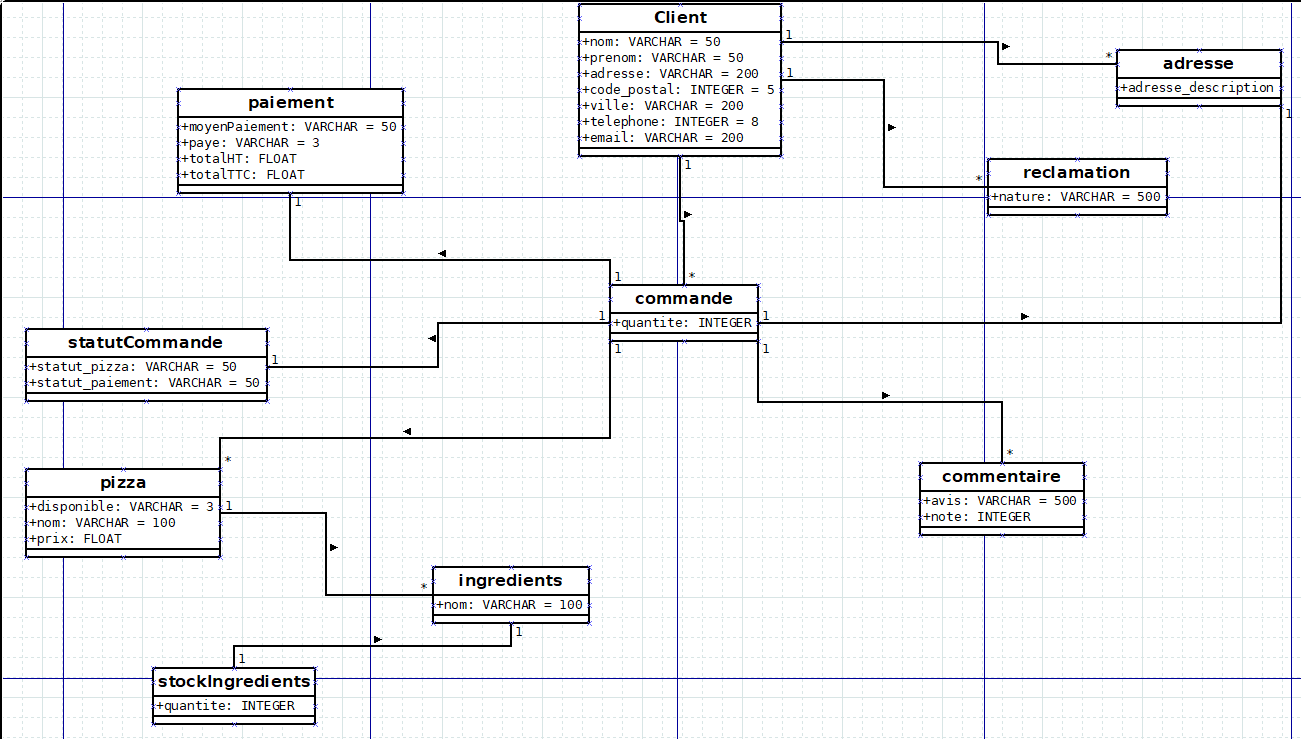 Client
+nom: VARCHAR = 50
+prenom: VARCHAR = 50
+adresse: VARCHAR = 200
+code_postal: INTEGER = 5
+ville: VARCHAR = 200
+telephone: INTEGER = 8
+email: VARCHAR = 200
1
1
1
*
adresse
+adresse_description
1
paiement
+moyenPaiement: VARCHAR = 50
+paye: VARCHAR = 3
+totalHT: FLOAT
+totalTTC: FLOAT
1
*
reclamation
+nature: VARCHAR = 500
1
*
commande
+quantite: INTEGER
1
1
1
1
statutCommande
+statut_pizza: VARCHAR = 50
+statut_paiement: VARCHAR = 50
1
*
pizza
+disponible: VARCHAR = 3
+nom: VARCHAR = 100
+prix: FLOAT
1
*
commentaire
+avis: VARCHAR = 500
+note: INTEGER
*
ingredients
+nom: VARCHAR = 100
1
1
stockIngredients
+quantite: INTEGER